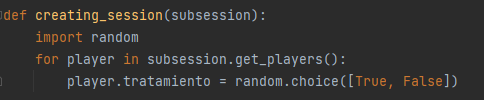 def creating_session(subsession):
    import random
    for player in subsession.get_players():
        player.tratamiento = random.choice([True, False])